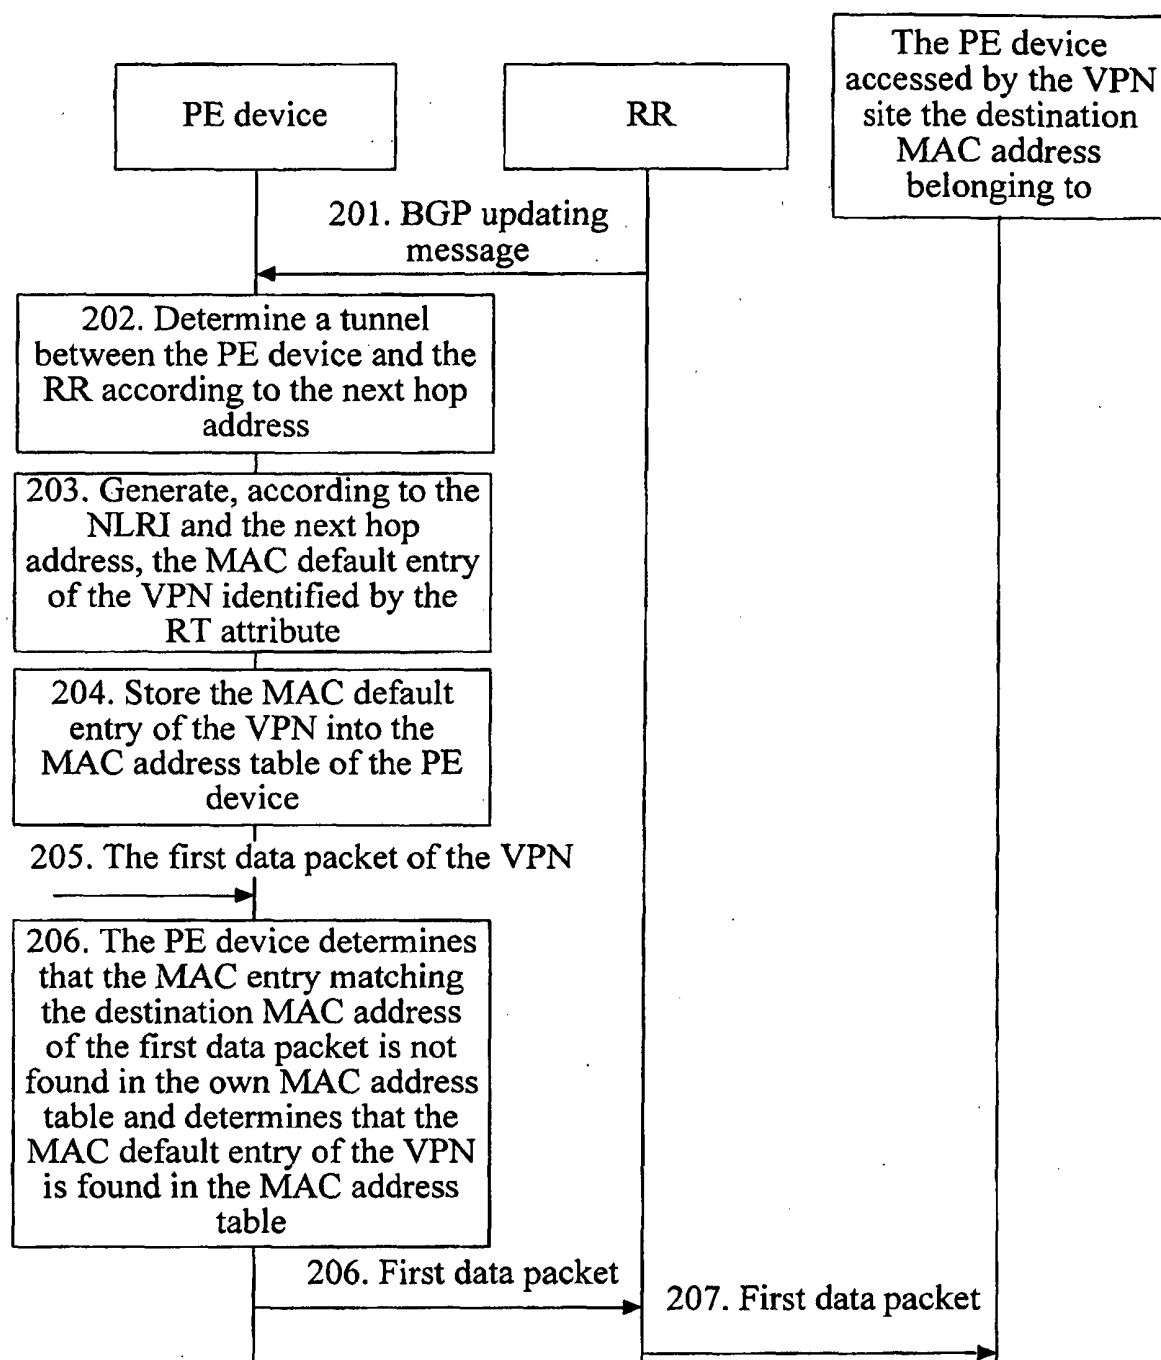 PE device
RR
The PE device
accessed by the VPN
site the destination
MAC address
belonging to
201. BGP updating
message
202. Determine a tunnel
between the PE device and the
RR according to the next hop
address
203. Generate, according to the
NLRI and the next hop
address, the MAC default entry
of the VPN identified by the
RT attribute
204. Store the MAC default
entry of the VPN into the
MAC address table of the PE
device
205. The first data packet of the VPN
206. The PE device determines
that the MAC entry matching
the destination MAC address
of the first data packet is not
found in the own MAC address
table and determines that the
MAC default entry of the VPN
is found in the MAC address
table
206. First data packet
207. First data packet